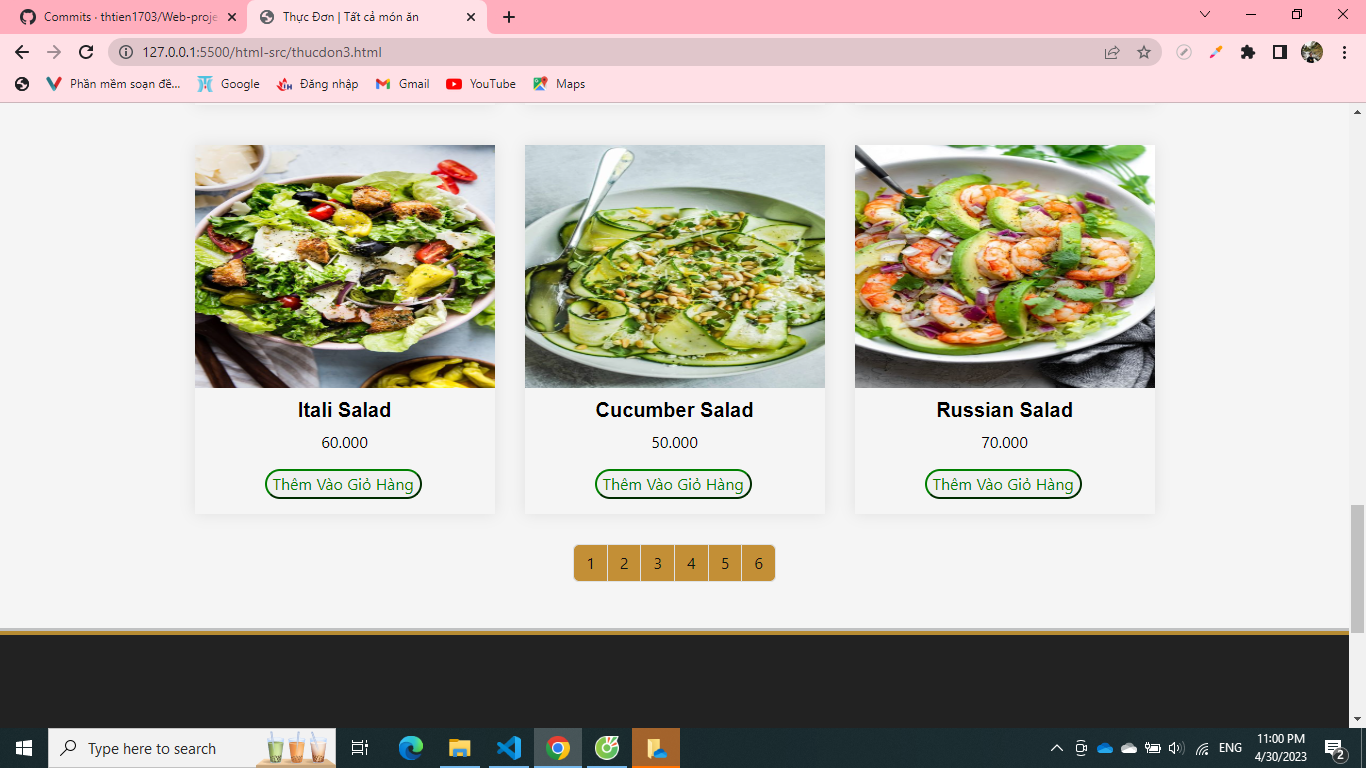 Commits · thtien1703/Web-proje
Thực Đơn | Tất cả món ăn
127.0.0.1:5500/html-src/thucdon3.html
Phần mềm soạn đề...
Google
Đăng nhập
Gmail
YouTube
Maps
Itali Salad
Cucumber Salad
Russian Salad
60.000
50.000
70.000
Thêm Vào Giỏ Hàng
Thêm Vào Giỏ Hàng
Thêm Vào Giỏ Hàng
1 2 3 4 5 6
Type here to search
ENG
11:00 PM
4/30/2023
2